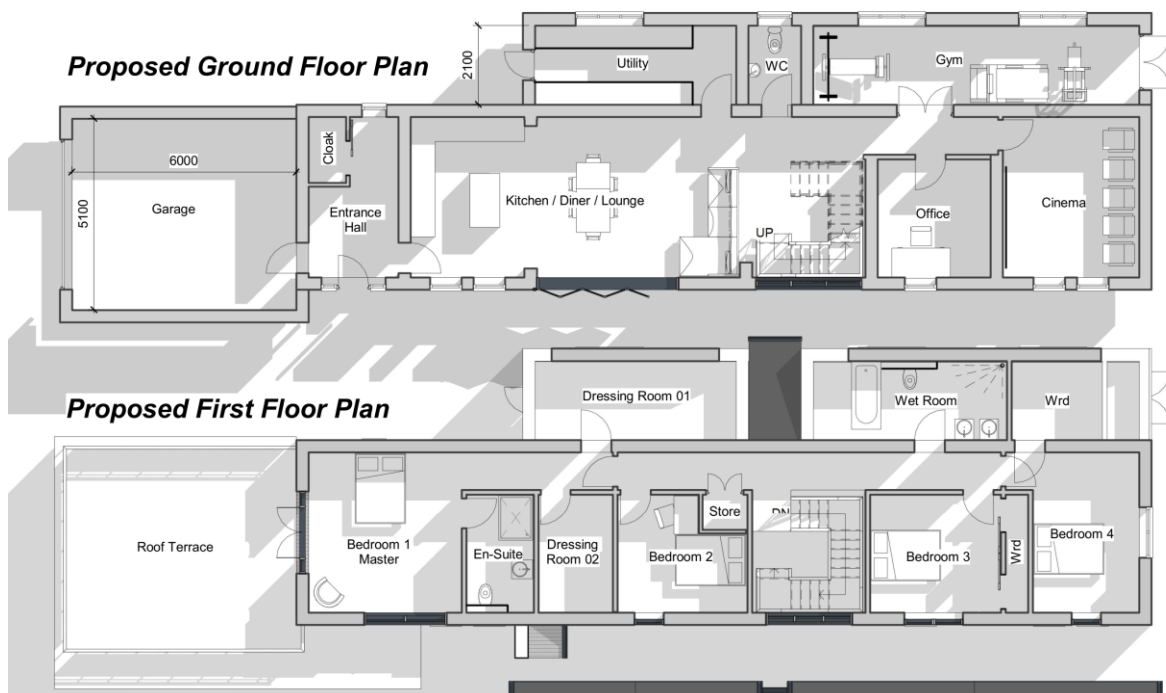 Proposed Ground Floor Plan
2100
Utility
WC
Gym
Cloak
6000
5100
Garage
Entrance
Hall
Kitchen / Diner / Lounge
UP
Office
Cinema
Proposed First Floor Plan
Dressing Room 01
Wet Room
Wrd
Roof Terrace
Bedroom 1
Master
En-Suite
Dressing
Room 02
Store
Bedroom 2
DN
Bedroom 3
Wrd
Bedroom 4